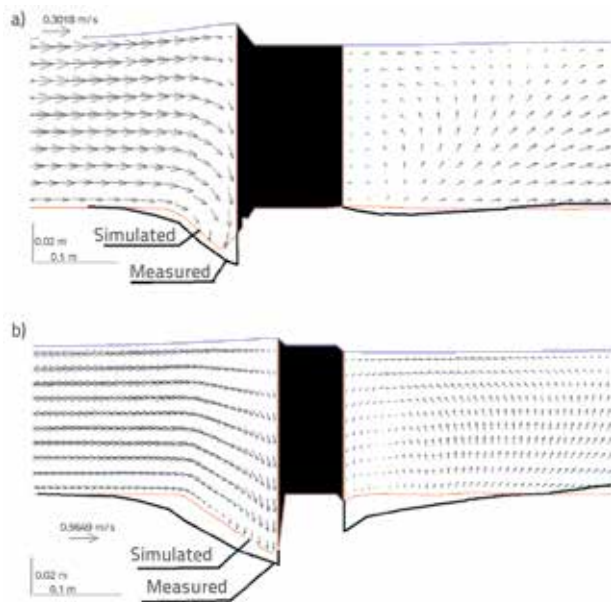 a)
0.3018 m/s
Simulated
Measured
0.02 m
0.1 m
b)
0.9649 m/s
Simulated
Measured
0.02 m
0.1 m